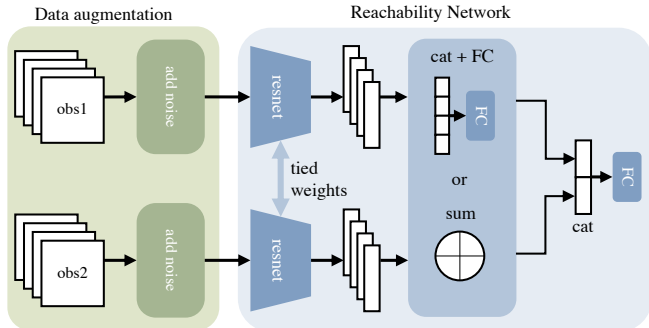 Data augmentation
Reachability Network
obs1
add noise
resnet
cat + FC
FC
or
sum
tied
weights
obs2
add noise
resnet
cat
FC